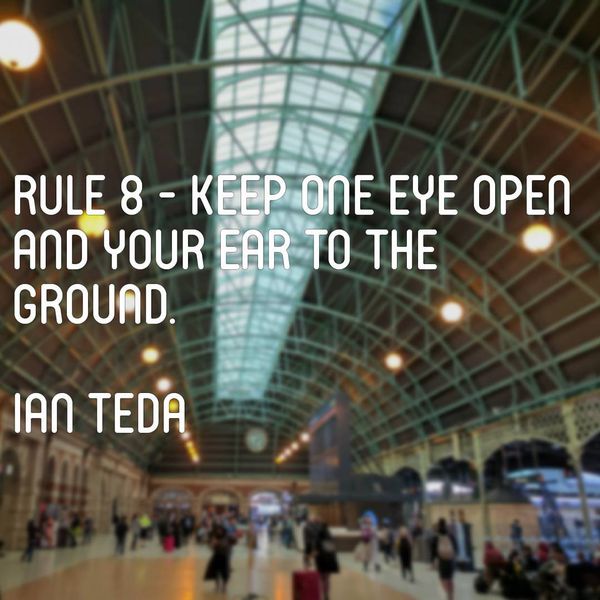 RULE 8 - KEEP ONE EYE OPEN
AND YOUR EAR TO THE
GROUND.
IAN TEDA